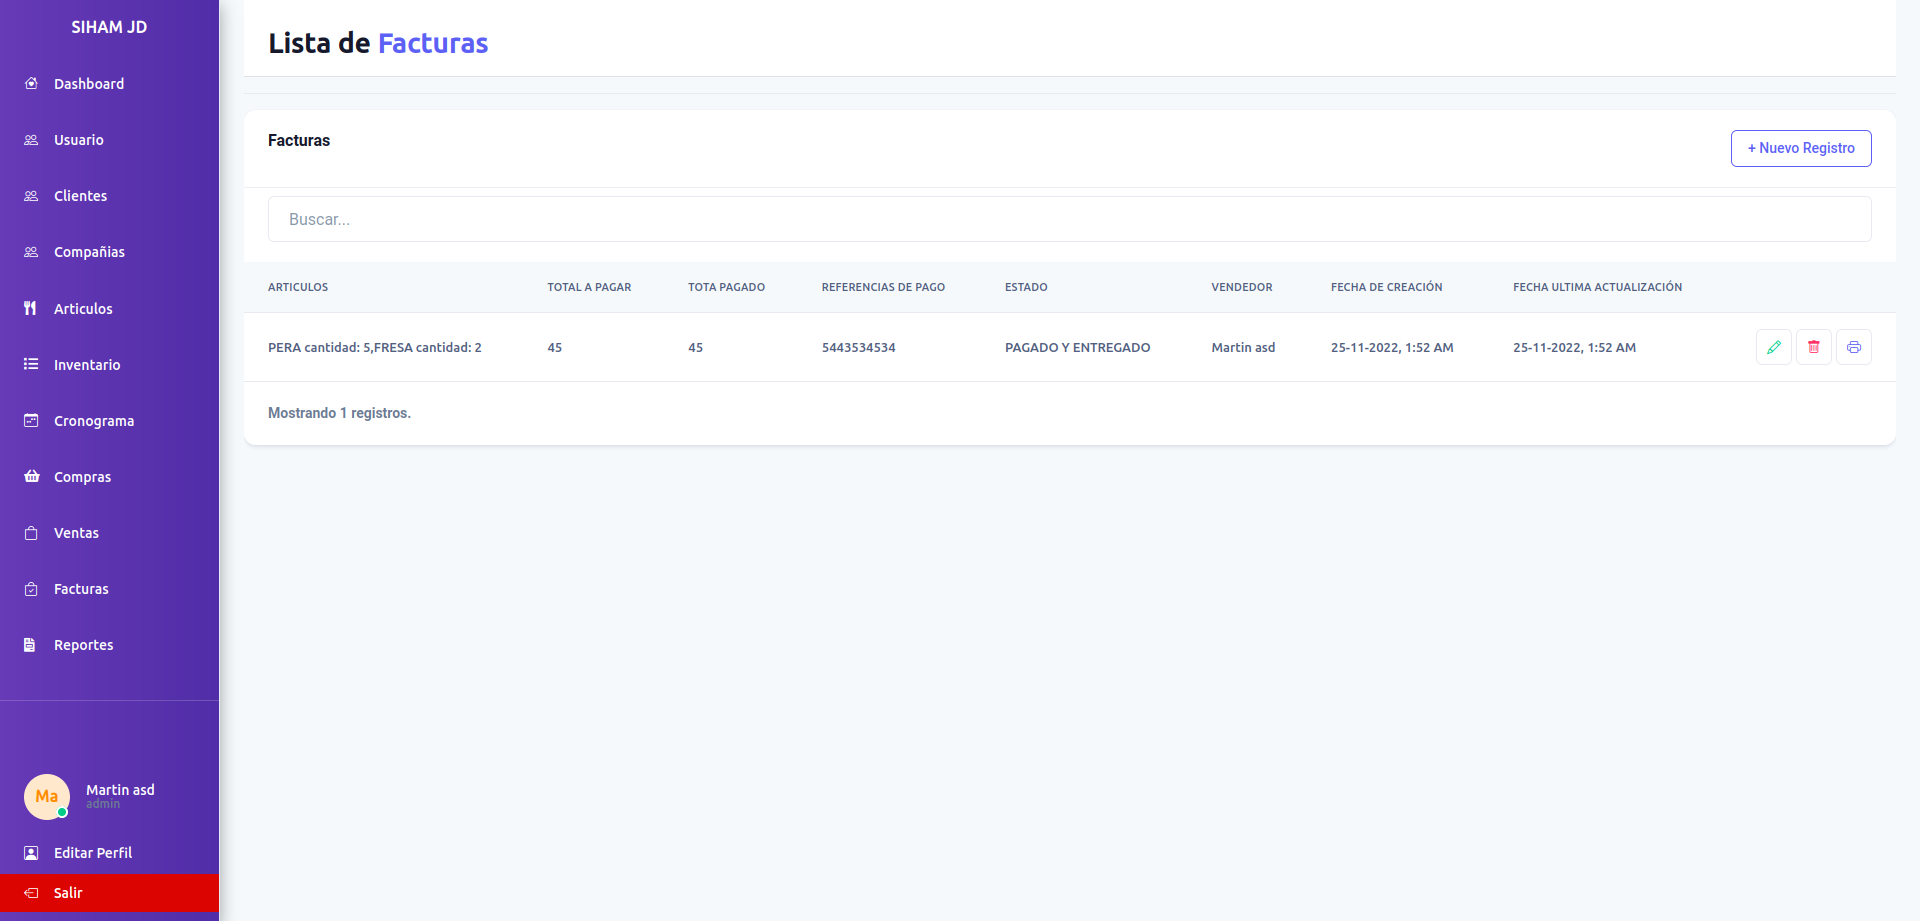 SIHAM JD
Dashboard
Usuario
Clientes
Compañias
Articulos
Inventario
Cronograma
Compras
Ventas
Facturas
Reportes
Ma
Martin asd
admin
Editar Perfil
Salir
Lista de Facturas
Facturas
+ Nuevo Registro
Buscar...
ARTICULOS TOTAL A PAGAR TOTA PAGADO REFERENCIAS DE PAGO ESTADO VENDEDOR FECHA DE CREACIÓN FECHA ULTIMA ACTUALIZACIÓN
PERA cantidad: 5,FRESA cantidad: 2 45 45 5443534534 PAGADO Y ENTREGADO Martin asd 25-11-2022, 1:52 AM 25-11-2022, 1:52 AM
Mostrando 1 registros.